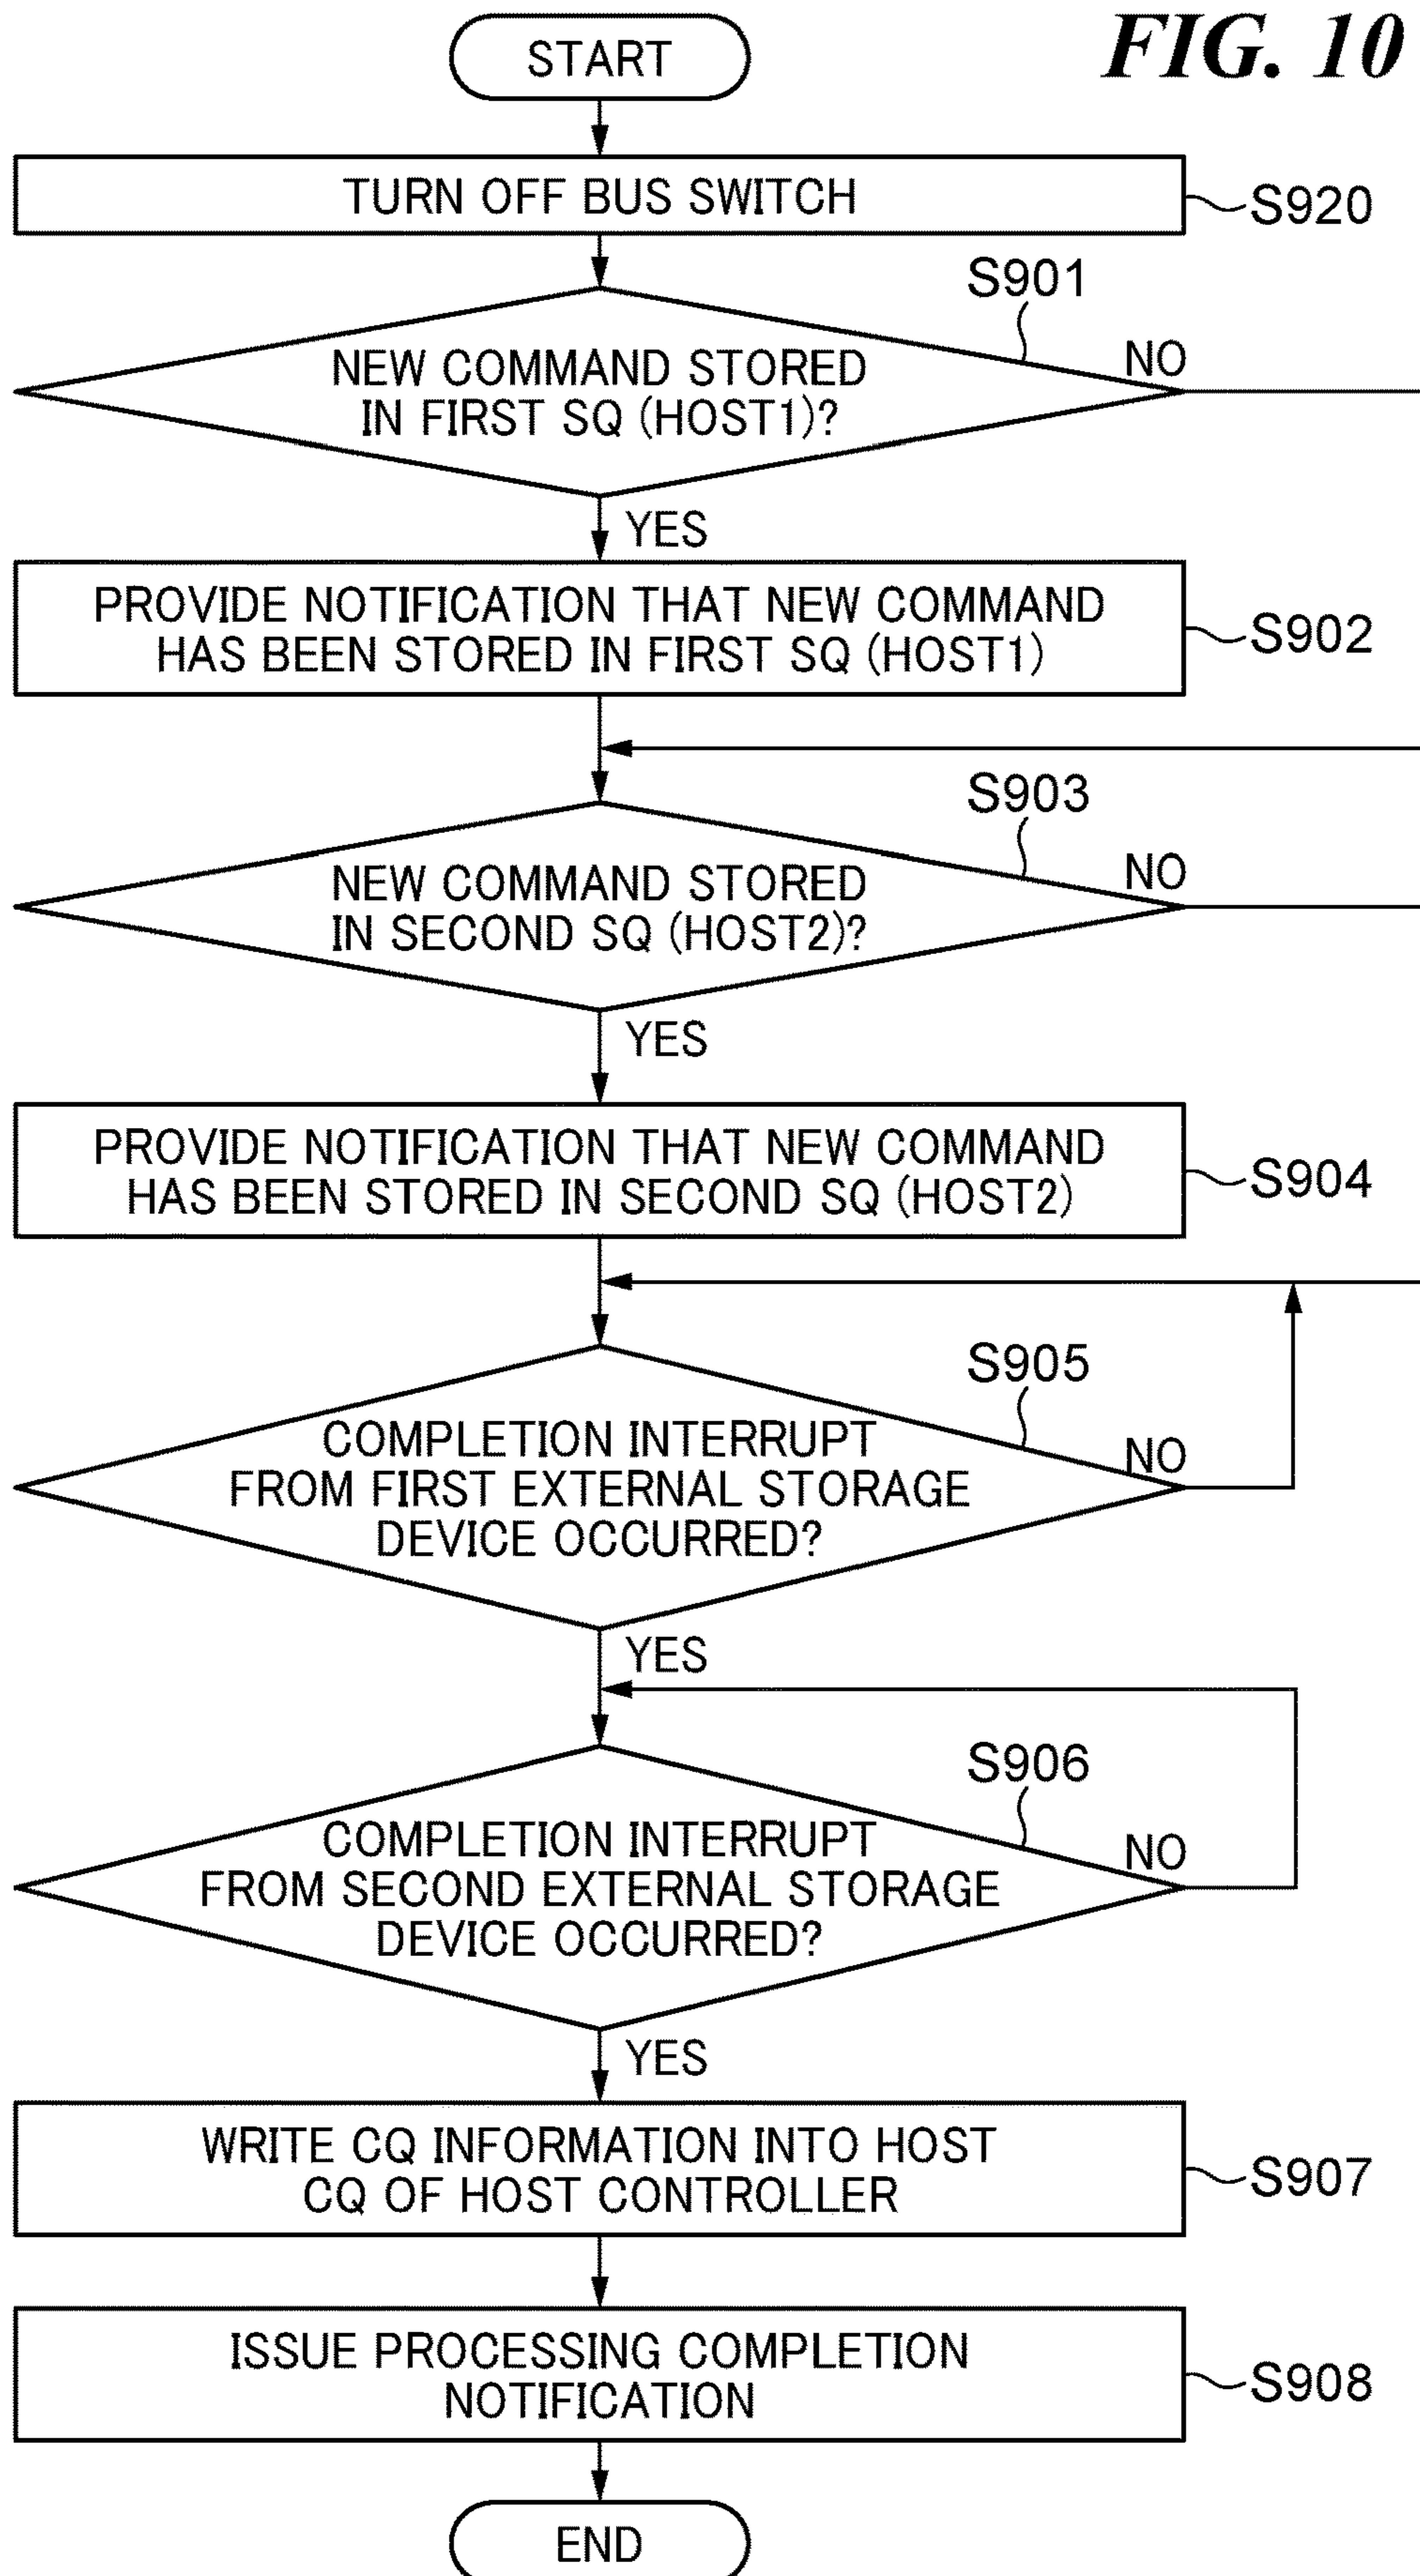 FIG. 10
START
TURN OFF BUS SWITCH
S920
S901
NEW COMMAND STORED
IN FIRST SQ (HOST1)?
NO
YES
PROVIDE NOTIFICATION THAT NEW COMMAND
HAS BEEN STORED IN FIRST SQ (HOST1)
S902
S903
NEW COMMAND STORED
IN SECOND SQ (HOST2)?
NO
YES
PROVIDE NOTIFICATION THAT NEW COMMAND
HAS BEEN STORED IN SECOND SQ (HOST2)
S904
S905
COMPLETION INTERRUPT
FROM FIRST EXTERNAL STORAGE
DEVICE OCCURRED?
NO
YES
S906
COMPLETION INTERRUPT
FROM SECOND EXTERNAL STORAGE
DEVICE OCCURRED?
NO
YES
WRITE CQ INFORMATION INTO HOST
CQ OF HOST CONTROLLER
S907
ISSUE PROCESSING COMPLETION
NOTIFICATION
S908
END